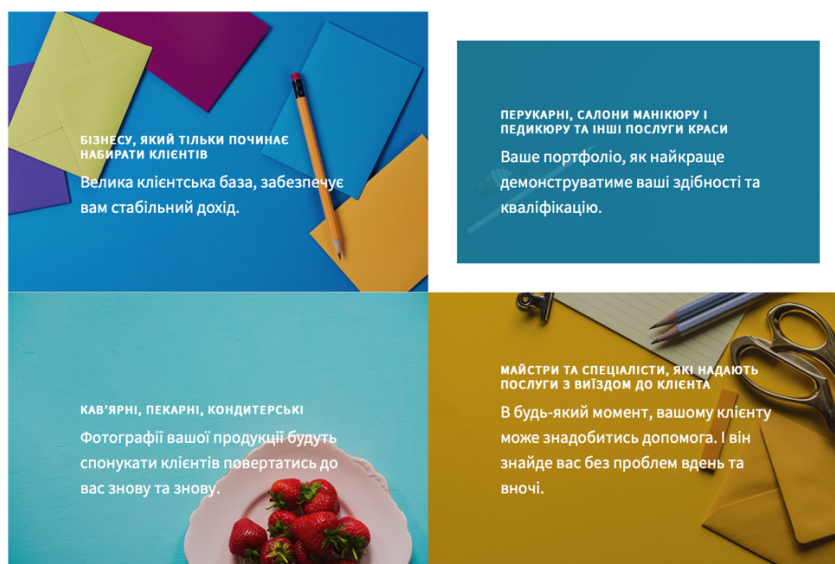 БІЗНЕСУ, ЯКИЙ ТІЛЬКИ ПОЧИНАЄ
НАБИРАТИ КЛІЄНТІВ
Велика клієнтська база, забезпечує
вам стабільний дохід.
ПЕРУКАРНІ, САЛОНИ МАНІКЮРУ І
ПЕДИКЮРУ ТА ІНШІ ПОСЛУГИ КРАСИ
Ваше портфоліо, як найкраще
демонструватиме ваші здібності та
кваліфікацію.
КАВ'ЯРНІ, ПЕКАРНІ, КОНДИТЕРСЬКІ
Фотографії вашої продукції будуть
спонукати клієнтів повертатись до
вас знову та знову.
МАЙСТРИ ТА СПЕЦІАЛІСТИ, ЯКІ НАДАЮТЬ
ПОСЛУГИ З ВИЇЗДОМ ДО КЛІЄНТА
В будь-який момент, вашому клієнту
може знадобитись допомога. І він
знайде вас без проблем вдень та
вночі.